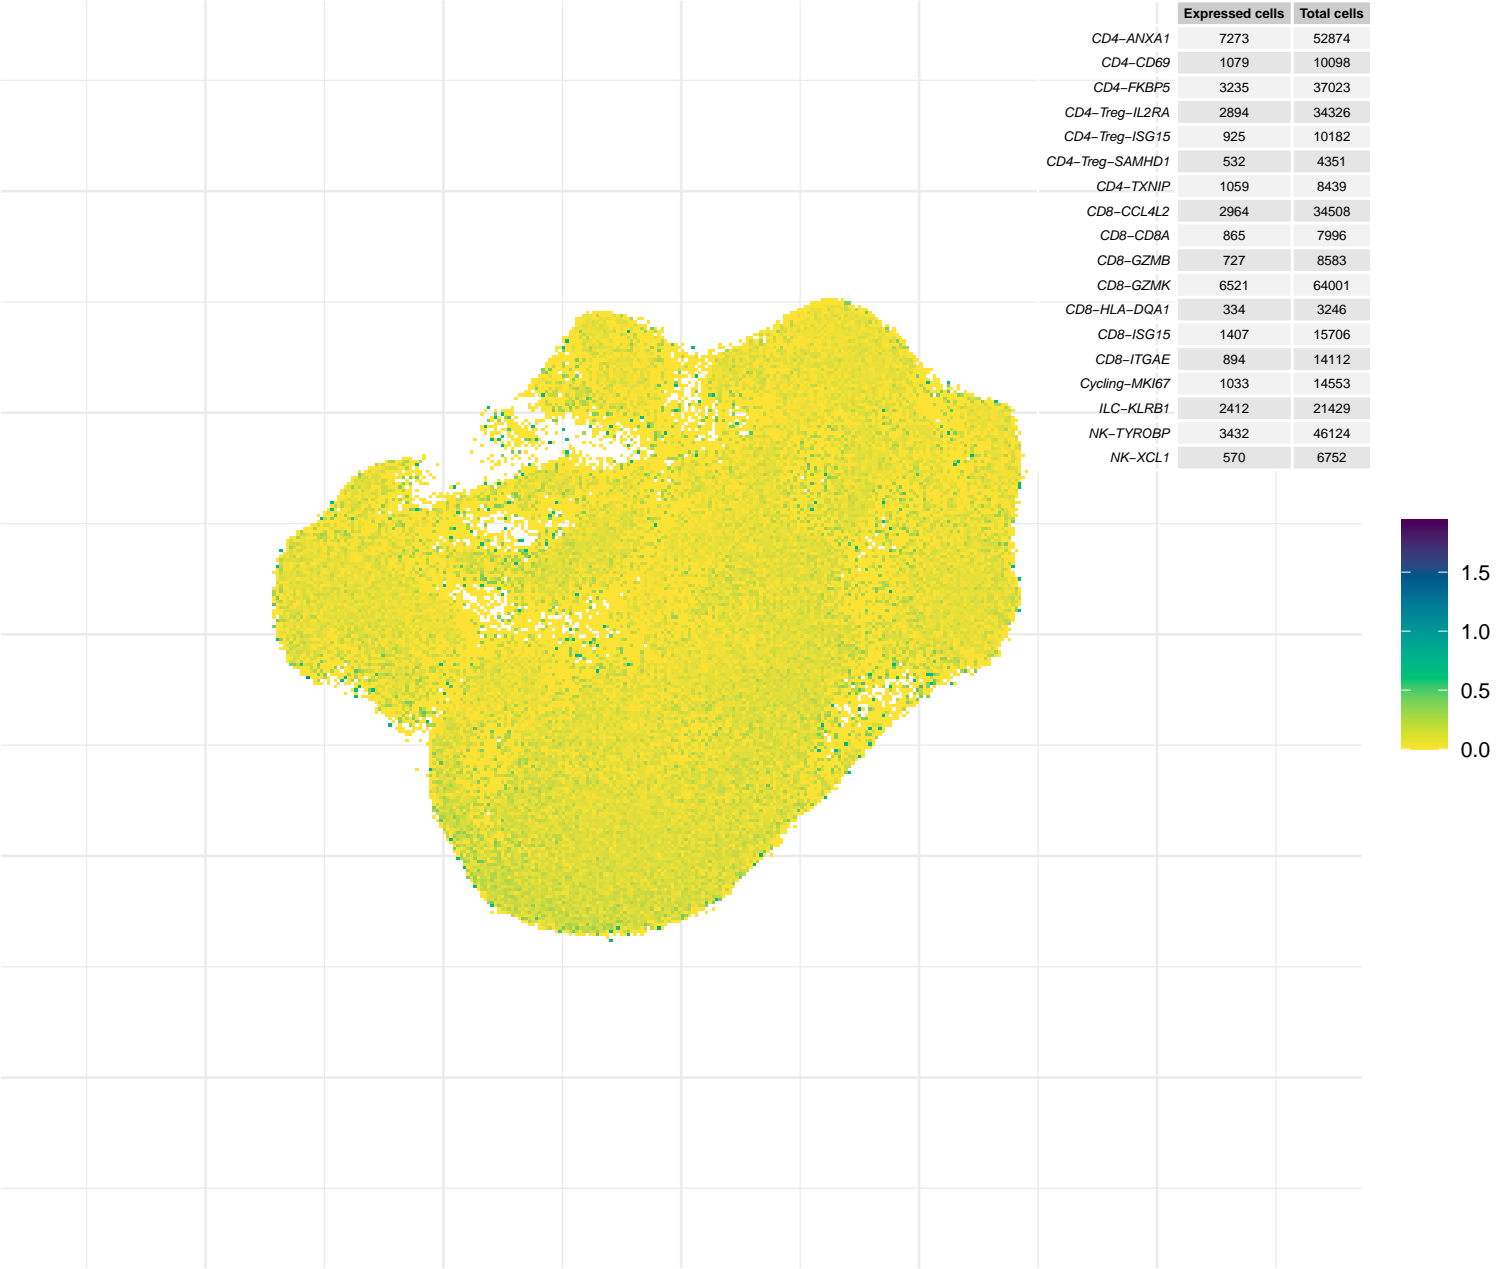 Expressed cells Total cells
CD4−ANXA1 7273 52874
CD4−CD69 1079 10098
CD4−FKBP5 3235 37023
CD4−Treg−IL2RA 2894 34326
CD4−Treg−ISG15 925 10182
CD4−Treg−SAMHD1 532 4351
CD4−TXNIP 1059 8439
CD8−CCL4L2 2964 34508
CD8−CD8A 865 7996
CD8−GZMB 727 8583
CD8−GZMK 6521 64001
CD8−HLA−DQA1 334 3246
CD8−ISG15 1407 15706
CD8−ITGAE 894 14112
Cycling−MKI67 1033 14553
ILC−KLRB1 2412 21429
NK−TYROBP 3432 46124
NK−XCL1 570 6752
1.5
1.0
0.5
0.0